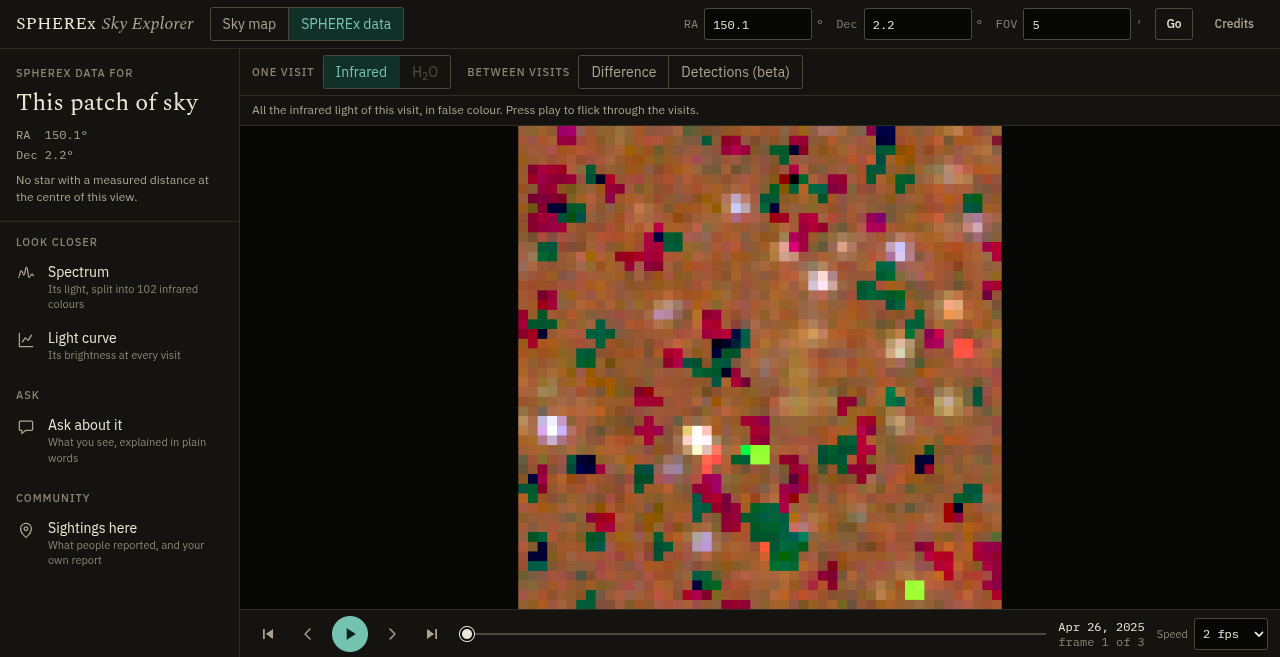 SPHEREx Sky Explorer
Sky map
SPHEREx data
RA 150.1 °
Dec 2.2 °
FOV 5 ′
Go
Credits
SPHEREX DATA FOR
This patch of sky
RA 150.1°
Dec 2.2°
No star with a measured distance at
the centre of this view.
LOOK CLOSER
Spectrum
Its light, split into 102 infrared
colours
Light curve
Its brightness at every visit
ASK
Ask about it
What you see, explained in plain
words
COMMUNITY
Sightings here
What people reported, and your
own report
ONE VISIT
Infrared
H₂O
BETWEEN VISITS
Difference
Detections (beta)
All the infrared light of this visit, in false colour. Press play to flick through the visits.
Apr 26, 2025
frame 1 of 3
Speed
2 fps